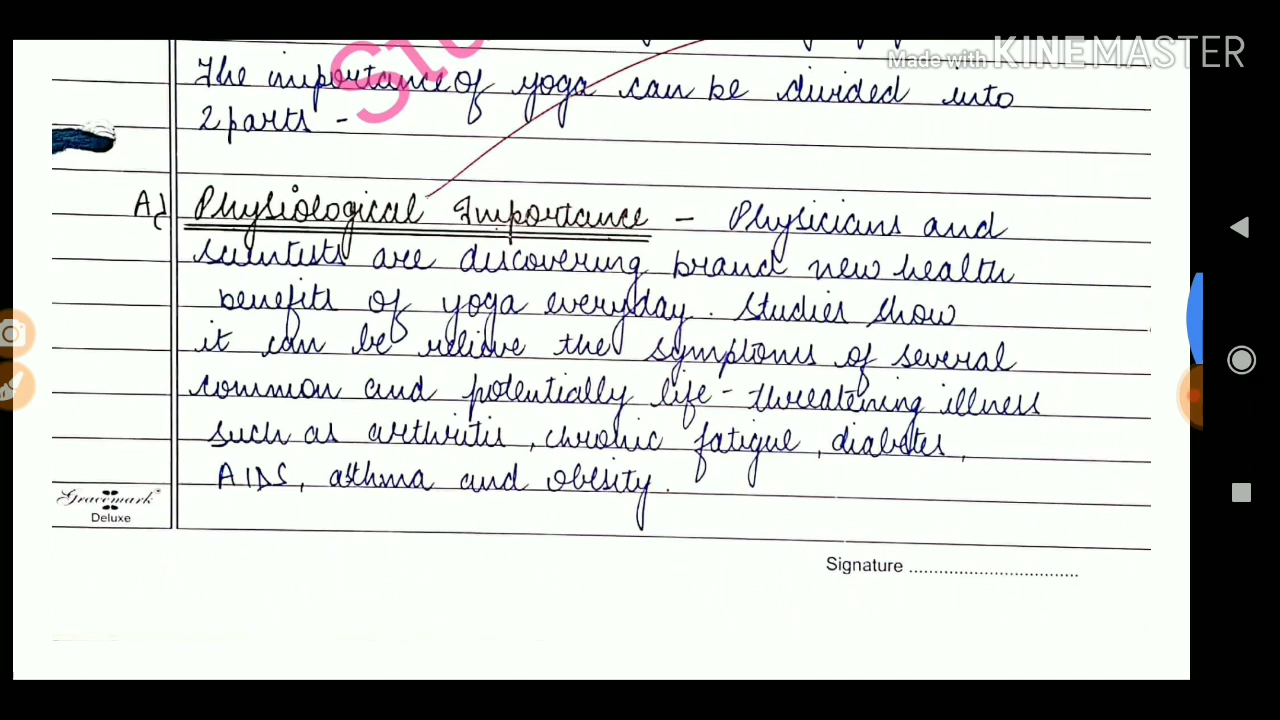 Made with KINEMASTER
The importance of yoga can be divided into
2 parts -
A) Physiological Importance - Physicians and
scientists are discovering brand new health
benefits of yoga everyday. Studies show
it can be relieve the symptoms of several
common and potentially life-threatening illness
such as arthritis, chronic fatigue, diabetes,
AIDS, asthma and obesity.
Gracemark
Deluxe
Signature ................................